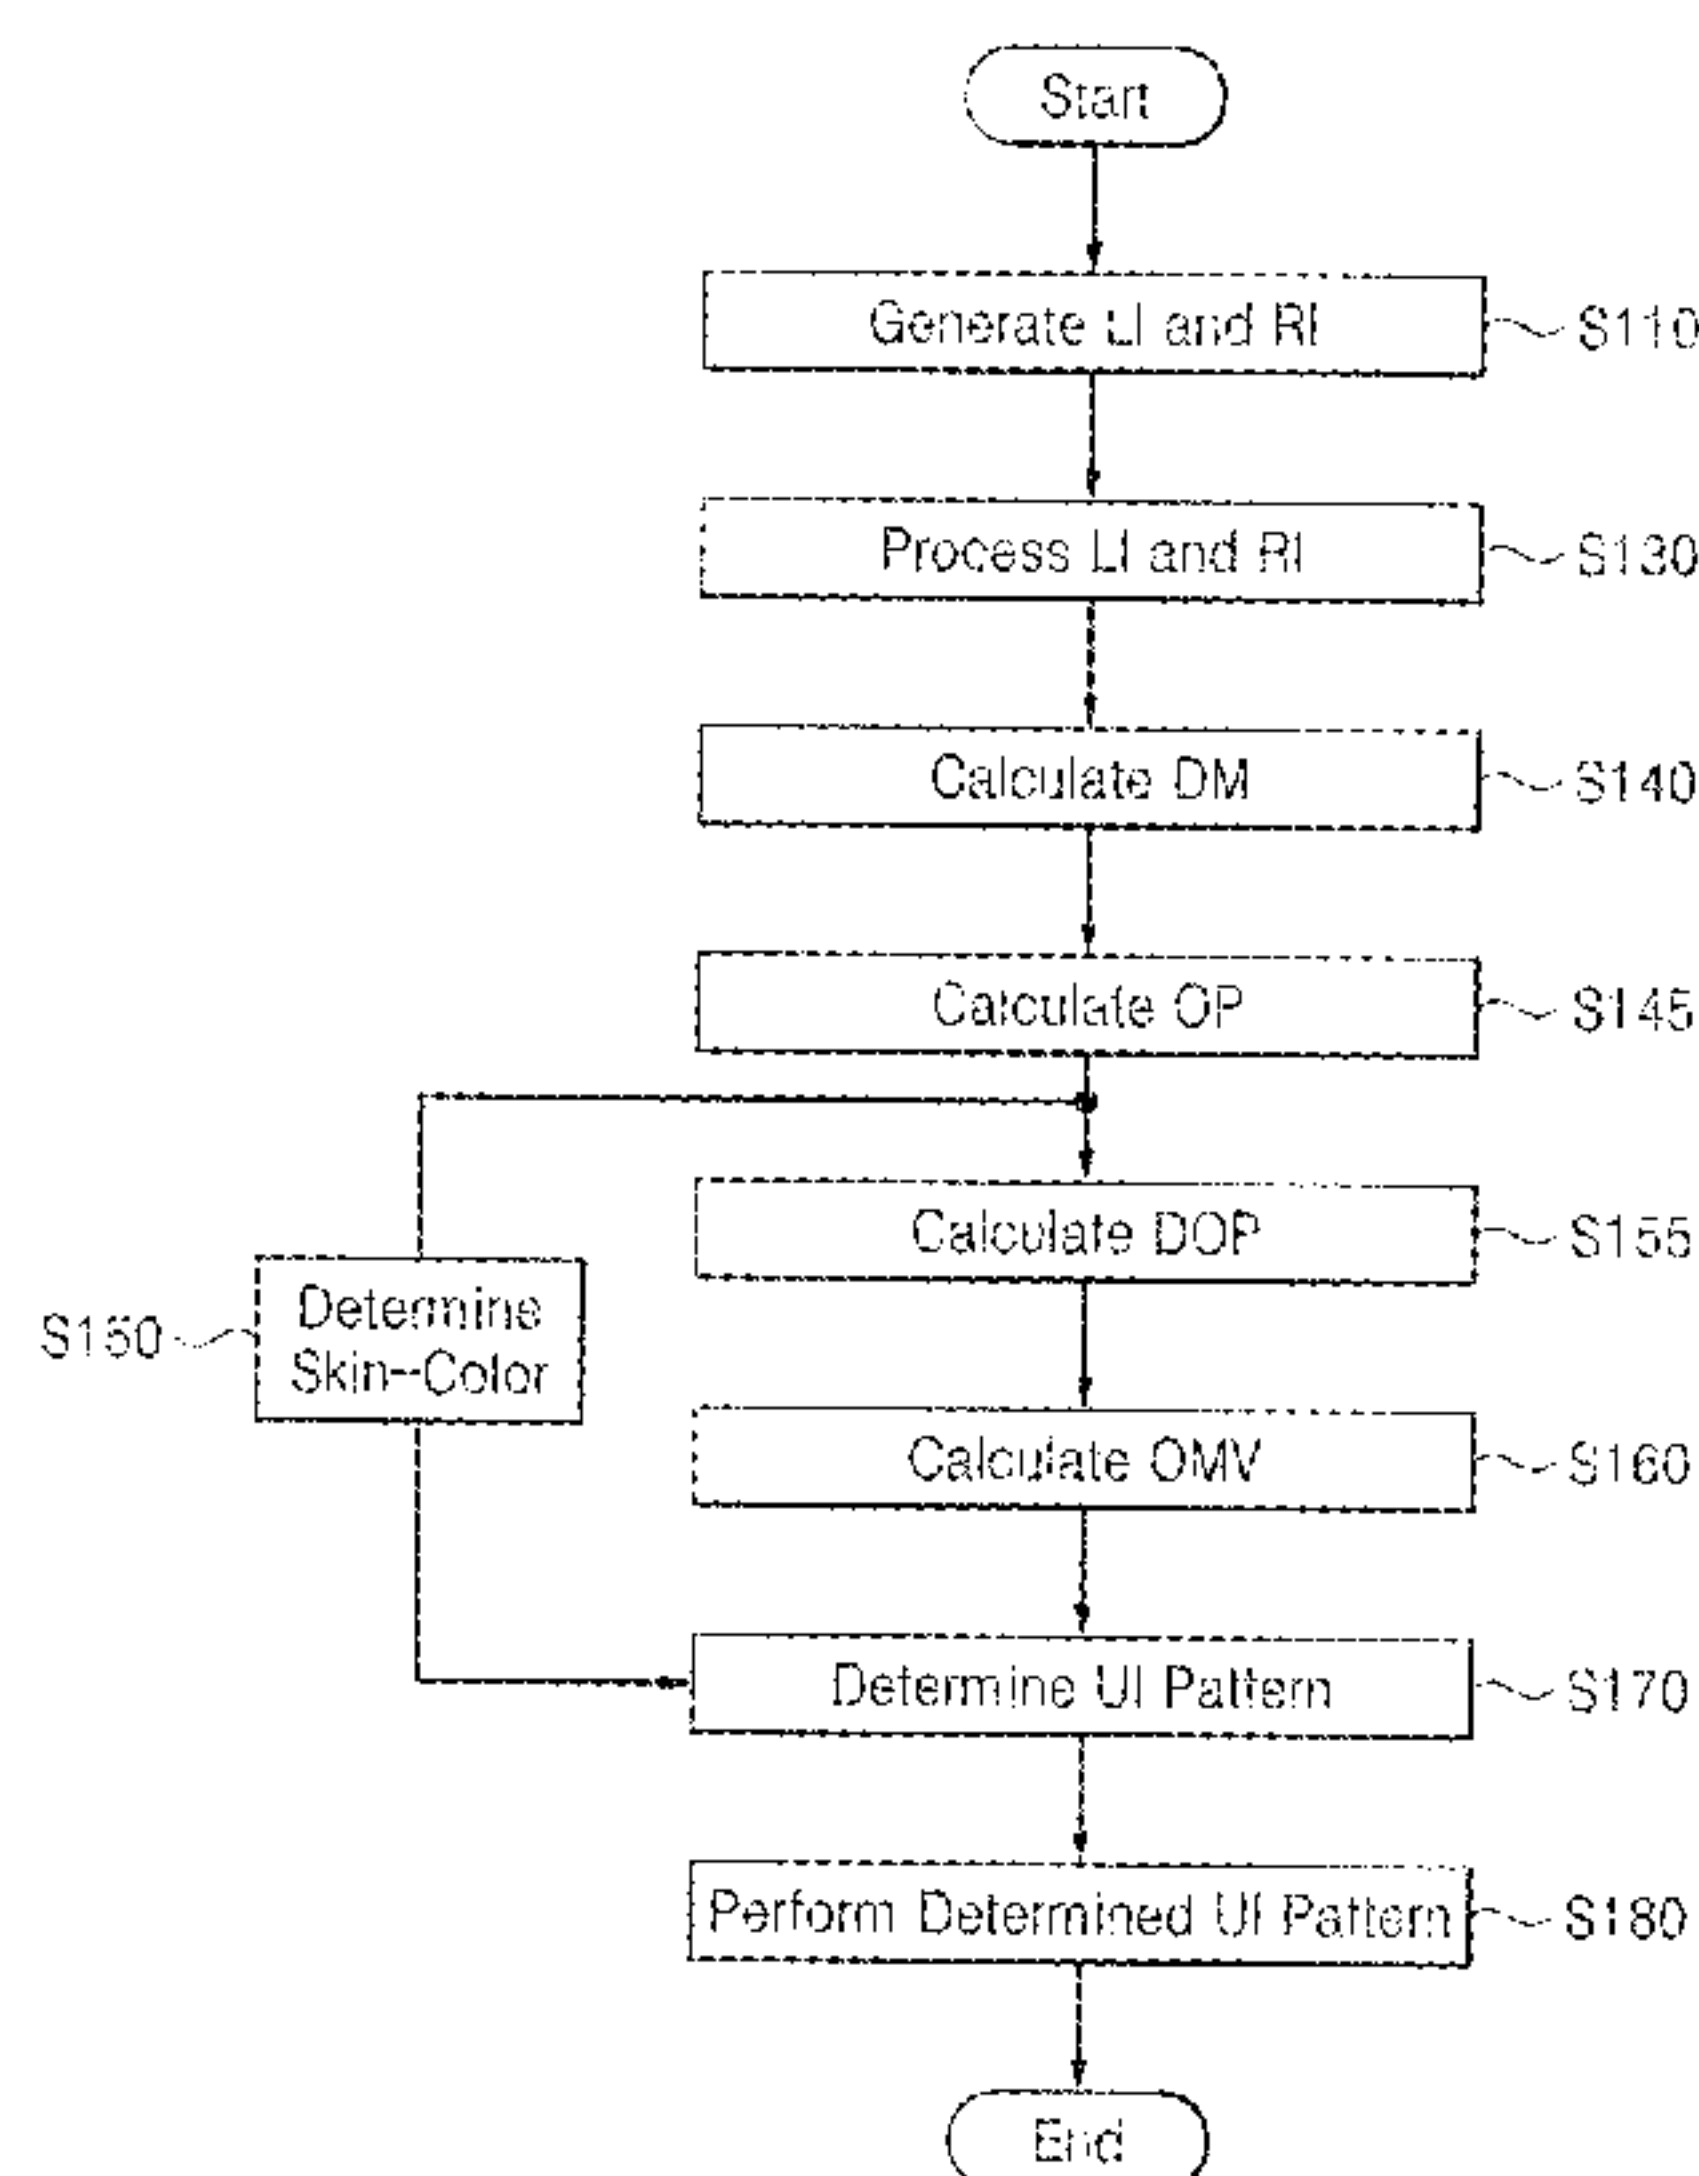 Start
Generate LI and RI
S110
Process LI and RI
S130
Calculate DM
S140
Calculate OP
S145
Calculate DOP
S155
Determine
Skin-Color
S150
Calculate OMV
S160
Determine UI Pattern
S170
Perform Determined UI Pattern
S180
End